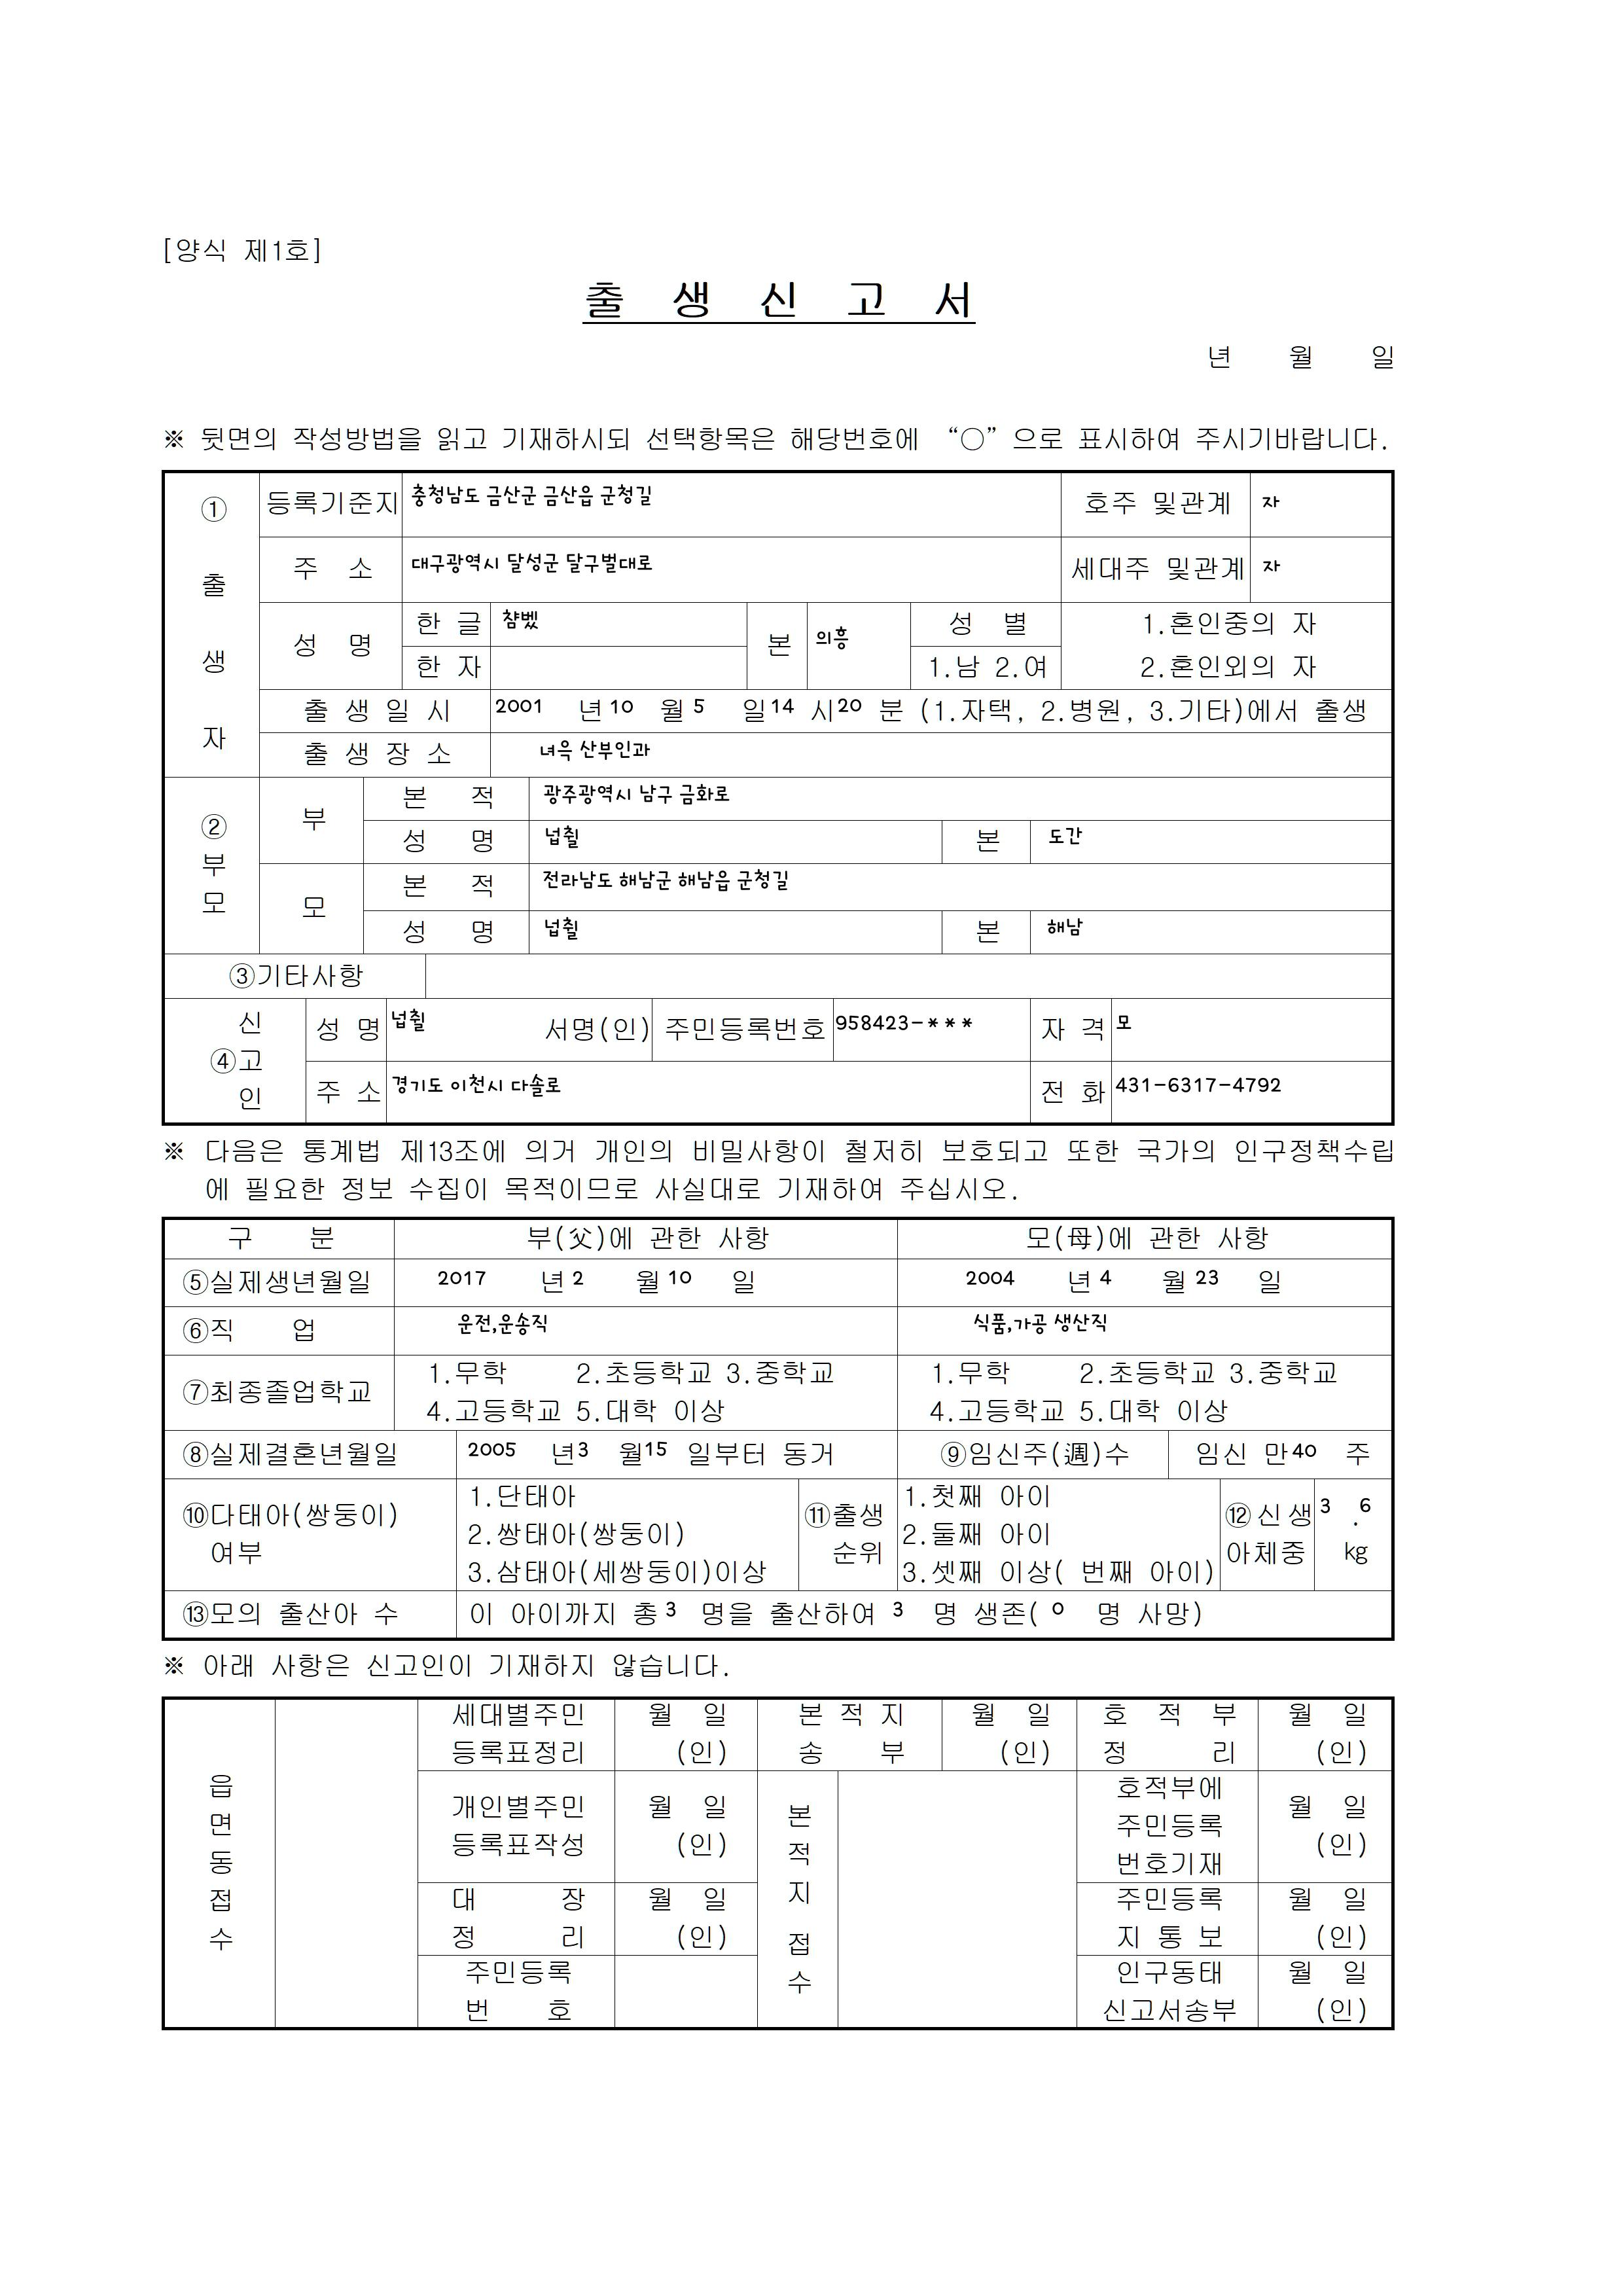 [양식 제1호]
출 생 신 고 서
년 월 일
※ 뒷면의 작성방법을 읽고 기재하시되 선택항목은 해당번호에 “○”으로 표시하여 주시기바랍니다.
① 출 생 자
등록기준지 충청남도 금산군 금산읍 군청길 호주 및관계 자
주 소 대구광역시 달성군 달구벌대로 세대주 및관계 자
성 명 한 글 챰벬 본 의흥 성 별 1.혼인중의 자
한 자 1.남 2.여 2.혼인외의 자
출 생 일 시 2001 년 10 월 5 일 14 시 20 분 (1.자택, 2.병원, 3.기타)에서 출생
출 생 장 소 녀윽 산부인과
② 부 모
부 본 적 광주광역시 남구 금화로
성 명 넙췰 본 도간
모 본 적 전라남도 해남군 해남읍 군청길
성 명 넙췰 본 해남
③기타사항
④ 신 고 인
성 명 넙췰 서명(인) 주민등록번호 958423-*** 자 격 모
주 소 경기도 이천시 다솔로 전 화 431-6317-4792
※ 다음은 통계법 제13조에 의거 개인의 비밀사항이 철저히 보호되고 또한 국가의 인구정책수립
에 필요한 정보 수집이 목적이므로 사실대로 기재하여 주십시오.
구 분 부(父)에 관한 사항 모(母)에 관한 사항
⑤실제생년월일 2017 년 2 월 10 일 2004 년 4 월 23 일
⑥직 업 운전,운송직 식품,가공 생산직
⑦최종졸업학교 1.무학 2.초등학교 3.중학교 1.무학 2.초등학교 3.중학교
4.고등학교 5.대학 이상 4.고등학교 5.대학 이상
⑧실제결혼년월일 2005 년 3 월 15 일부터 동거 ⑨임신주(週)수 임신 만 40 주
⑩다태아(쌍둥이) 여부
1.단태아
2.쌍태아(쌍둥이)
3.삼태아(세쌍둥이)이상
⑪출생 순위
1.첫째 아이
2.둘째 아이
3.셋째 이상( 번째 아이)
⑫신생 아체중 3 .6 kg
⑬모의 출산아 수 이 아이까지 총 3 명을 출산하여 3 명 생존( 0 명 사망)
※ 아래 사항은 신고인이 기재하지 않습니다.
읍 면 동 접 수
세대별주민 등록표정리 월 일 (인) 본 적 지 송 부 월 일 (인) 호 적 부 정 리 월 일 (인)
개인별주민 등록표작성 월 일 (인) 본 적 지 접 수 호적부에 주민등록 번호기재 월 일 (인)
대 장 정 리 월 일 (인) 주민등록 지 통 보 월 일 (인)
주민등록 번 호 인구동태 신고서송부 월 일 (인)